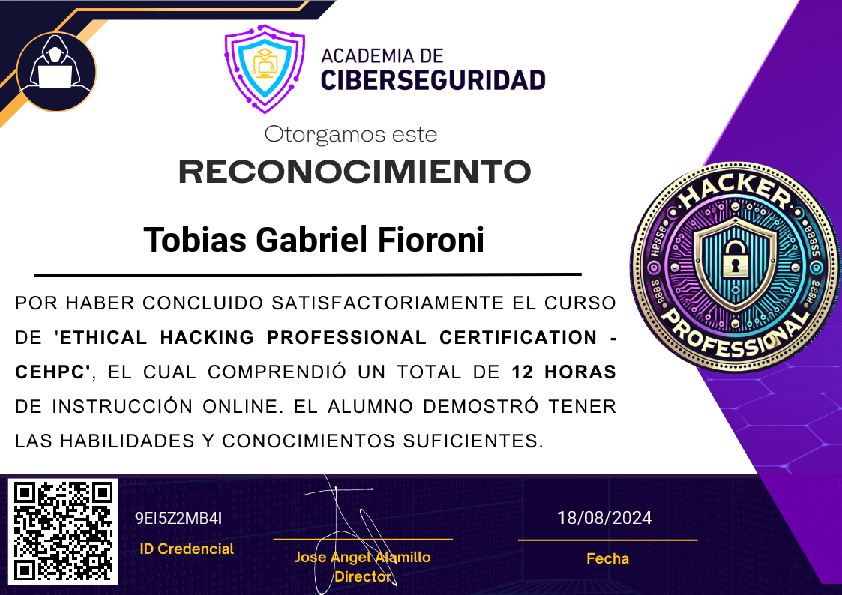 ACADEMIA DE
CIBERSEGURIDAD
Otorgamos este
RECONOCIMIENTO
Tobias Gabriel Fioroni
POR HABER CONCLUIDO SATISFACTORIAMENTE EL CURSO
DE 'ETHICAL HACKING PROFESSIONAL CERTIFICATION -
CEHPC', EL CUAL COMPRENDIÓ UN TOTAL DE 12 HORAS
DE INSTRUCCIÓN ONLINE. EL ALUMNO DEMOSTRÓ TENER
LAS HABILIDADES Y CONOCIMIENTOS SUFICIENTES.
HACKER
PROFESSIONAL
9EI5Z2MB4I
ID Credencial
Jose Angel Alamillo
Director
18/08/2024
Fecha